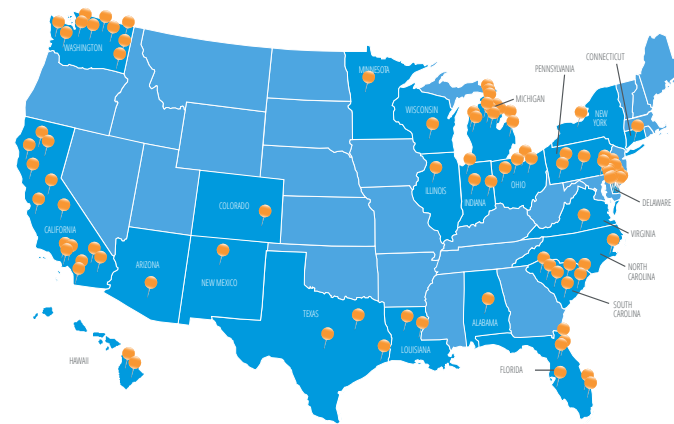 CONNECTICUT
WASHINGTON
PENNSYLVANIA
MINNESOTA
MICHIGAN
WISCONSIN
NEW
YORK
ILLINOIS
OHIO
INDIANA
DELAWARE
COLORADO
CALIFORNIA
VIRGINIA
ARIZONA
NORTH
CAROLINA
NEW MEXICO
SOUTH
CAROLINA
TEXAS
ALABAMA
LOUISIANA
HAWAII
FLORIDA